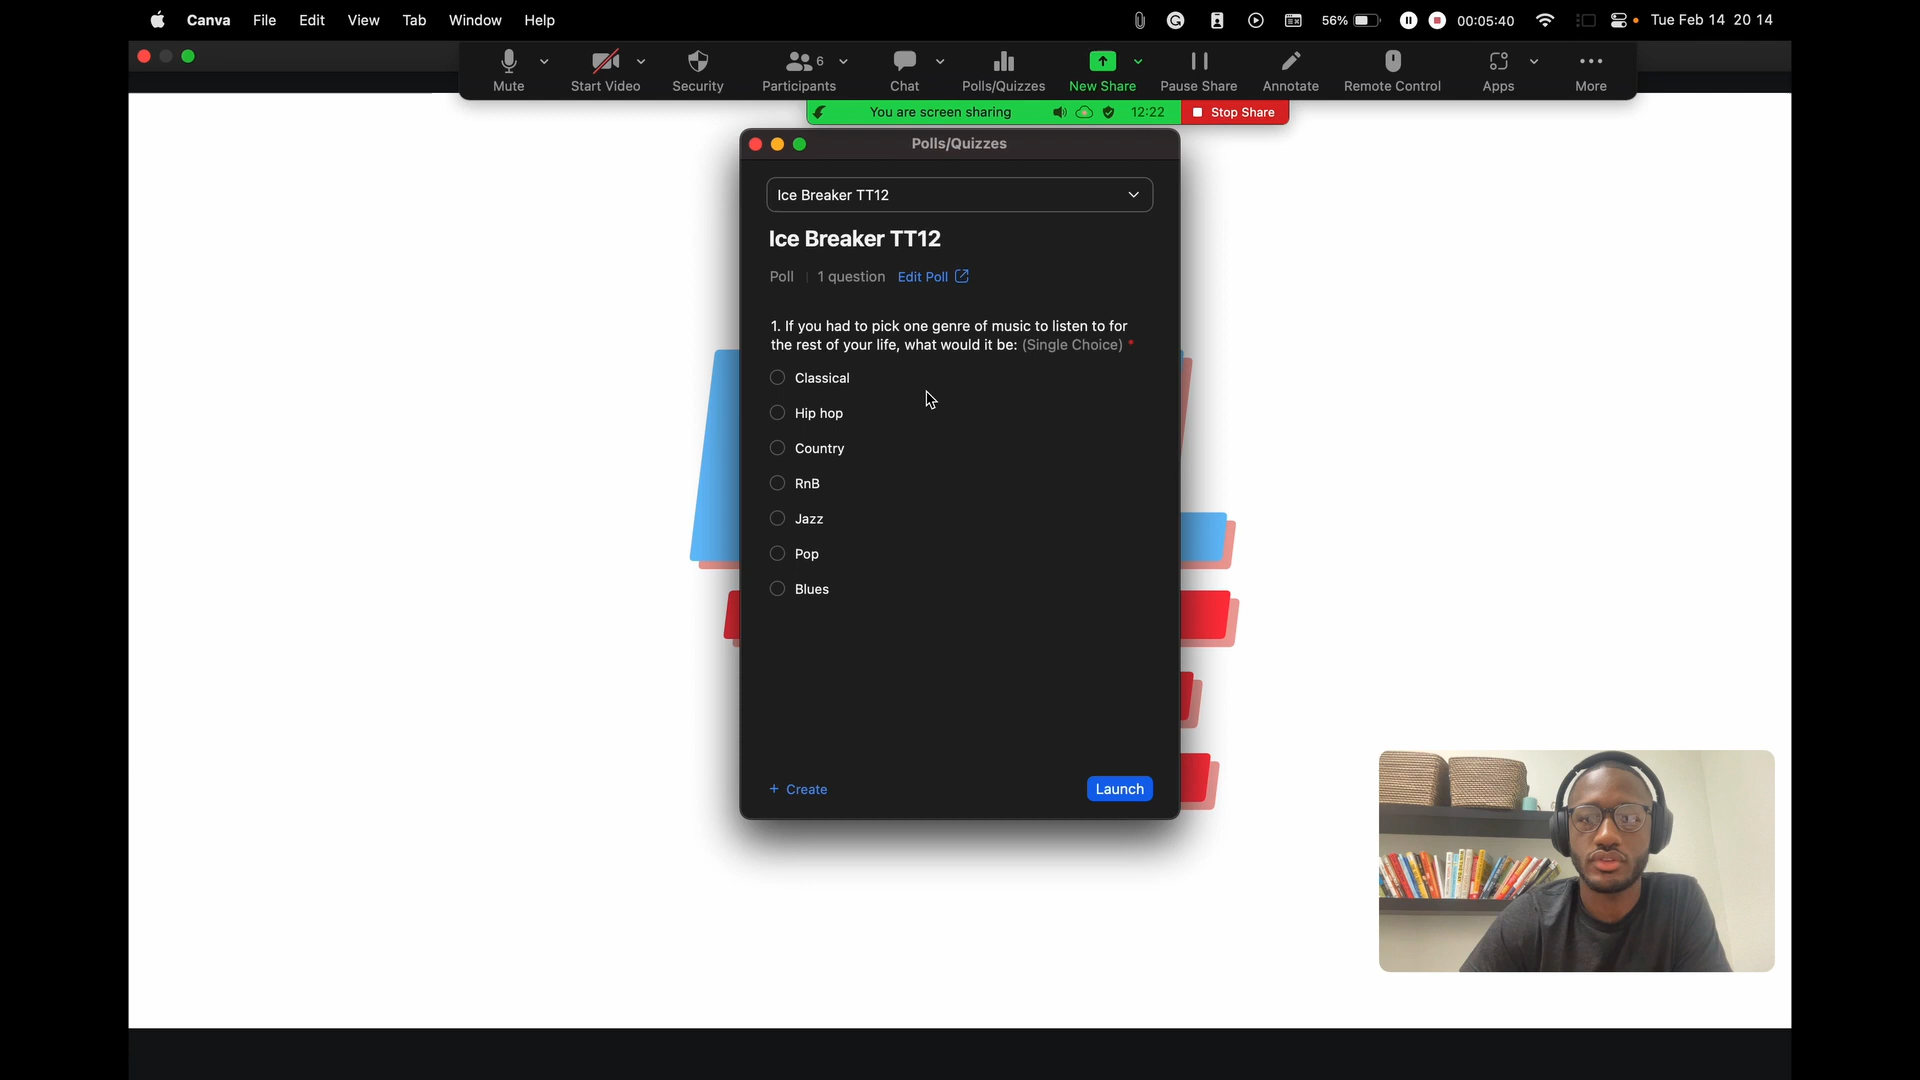 Canva File Edit View Tab Window Help 56% 00:05:40 Tue Feb 14 20 14
Mute Start Video Security Participants 6 Chat Polls/Quizzes New Share Pause Share Annotate Remote Control Apps More
You are screen sharing 12:22 Stop Share
Polls/Quizzes
Ice Breaker TT12
Ice Breaker TT12
Poll | 1 question Edit Poll
1. If you had to pick one genre of music to listen to for
the rest of your life, what would it be: (Single Choice) *
Classical
Hip hop
Country
RnB
Jazz
Pop
Blues
+ Create Launch